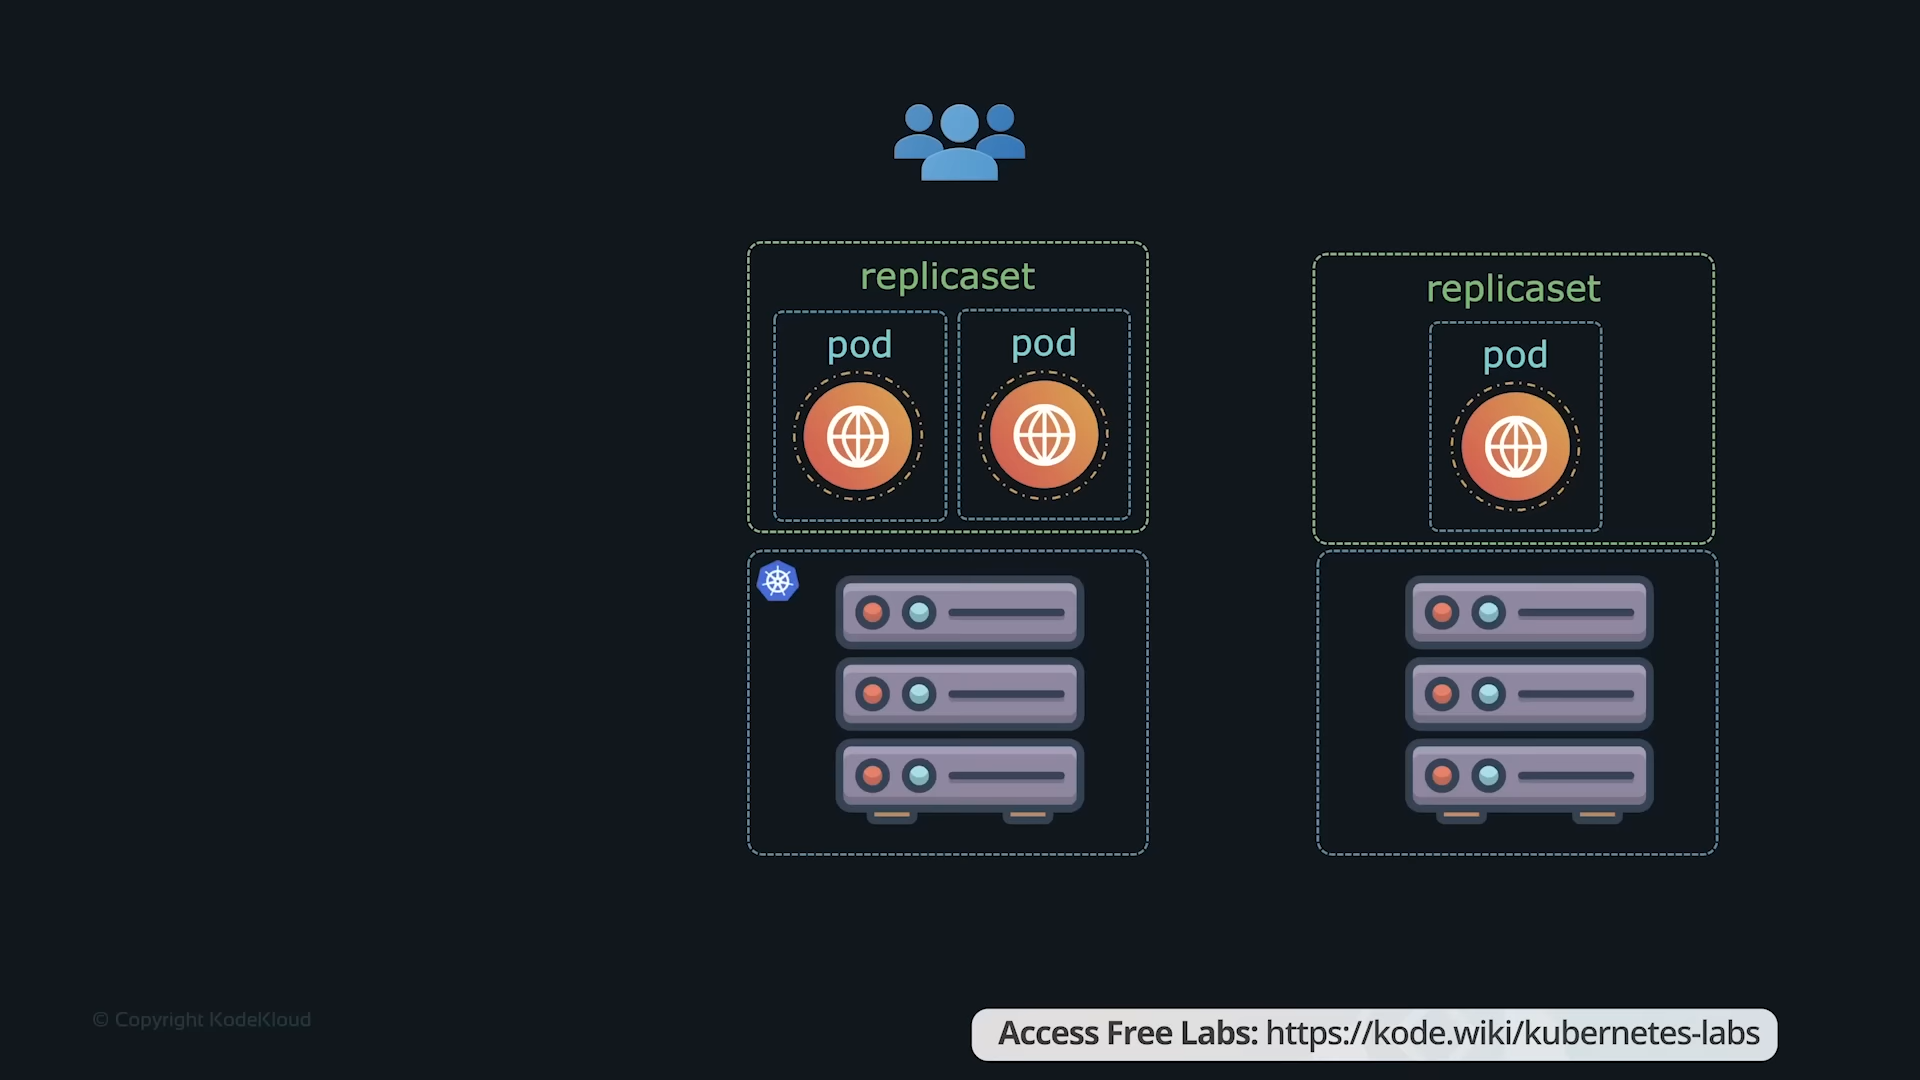 replicaset
pod
pod
replicaset
pod
© Copyright KodeKloud
Access Free Labs: https://kode.wiki/kubernetes-labs